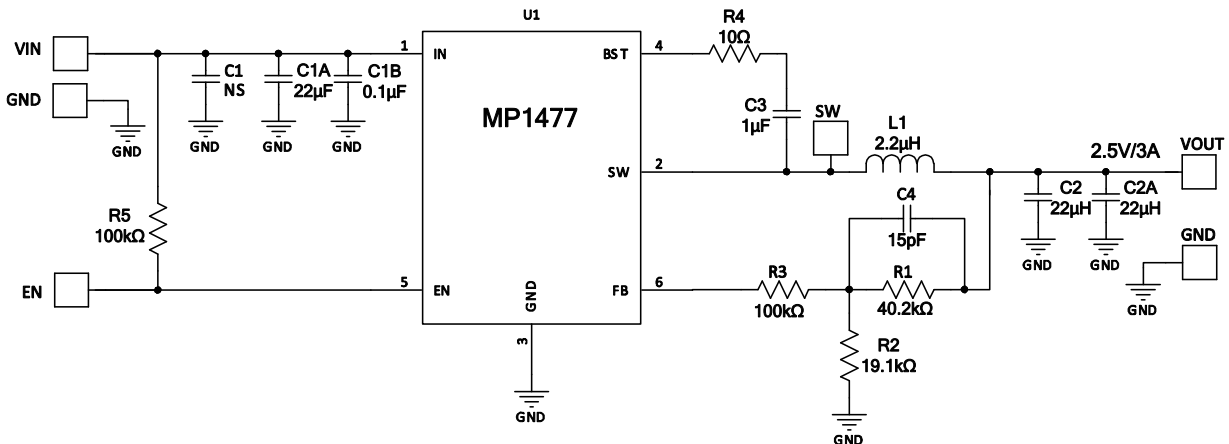 U1
VIN
GND
GND
C1
NS
GND
C1A
22µF
GND
C1B
0.1µF
GND
R5
100kΩ
EN
1
IN
5
EN
MP1477
BST
4
SW
2
FB
6
GND
3
GND
R4
10Ω
C3
1µF
SW
L1
2.2µH
C4
15pF
R3
100kΩ
R1
40.2kΩ
R2
19.1kΩ
GND
2.5V/3A
VOUT
C2
22µH
GND
C2A
22µH
GND
GND
GND